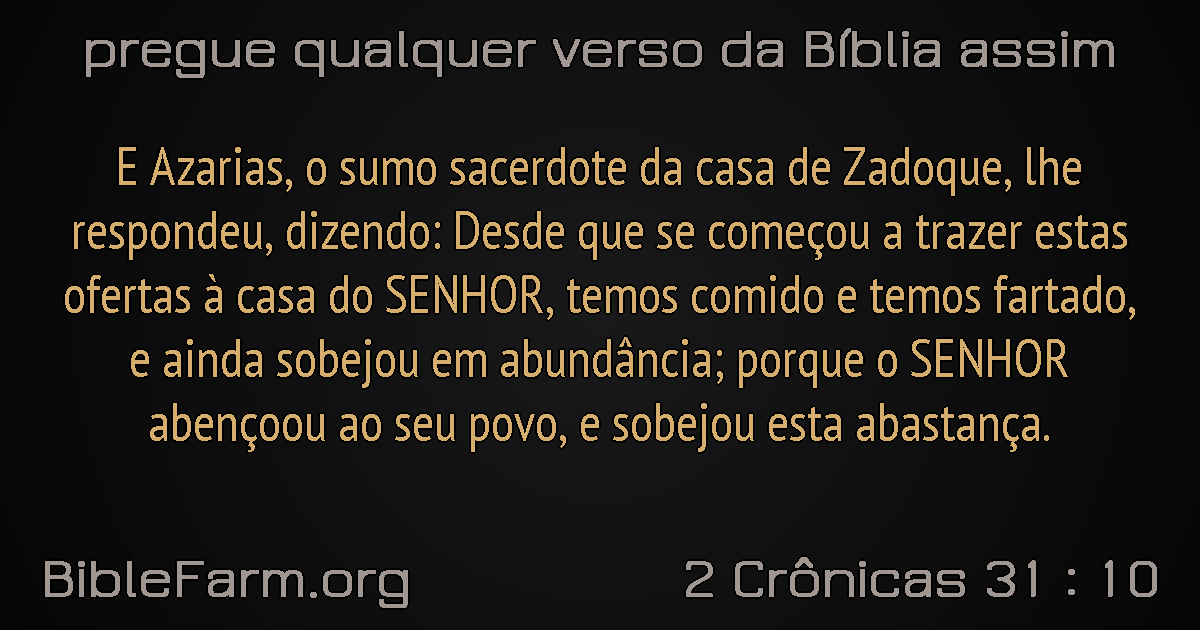 pregue qualquer verso da Bíblia assim
E Azarias, o sumo sacerdote da casa de Zadoque, lhe
respondeu, dizendo: Desde que se começou a trazer estas
ofertas à casa do SENHOR, temos comido e temos fartado,
e ainda sobejou em abundância; porque o SENHOR
abençoou ao seu povo, e sobejou esta abastança.
BibleFarm.org
2 Crônicas 31 : 10